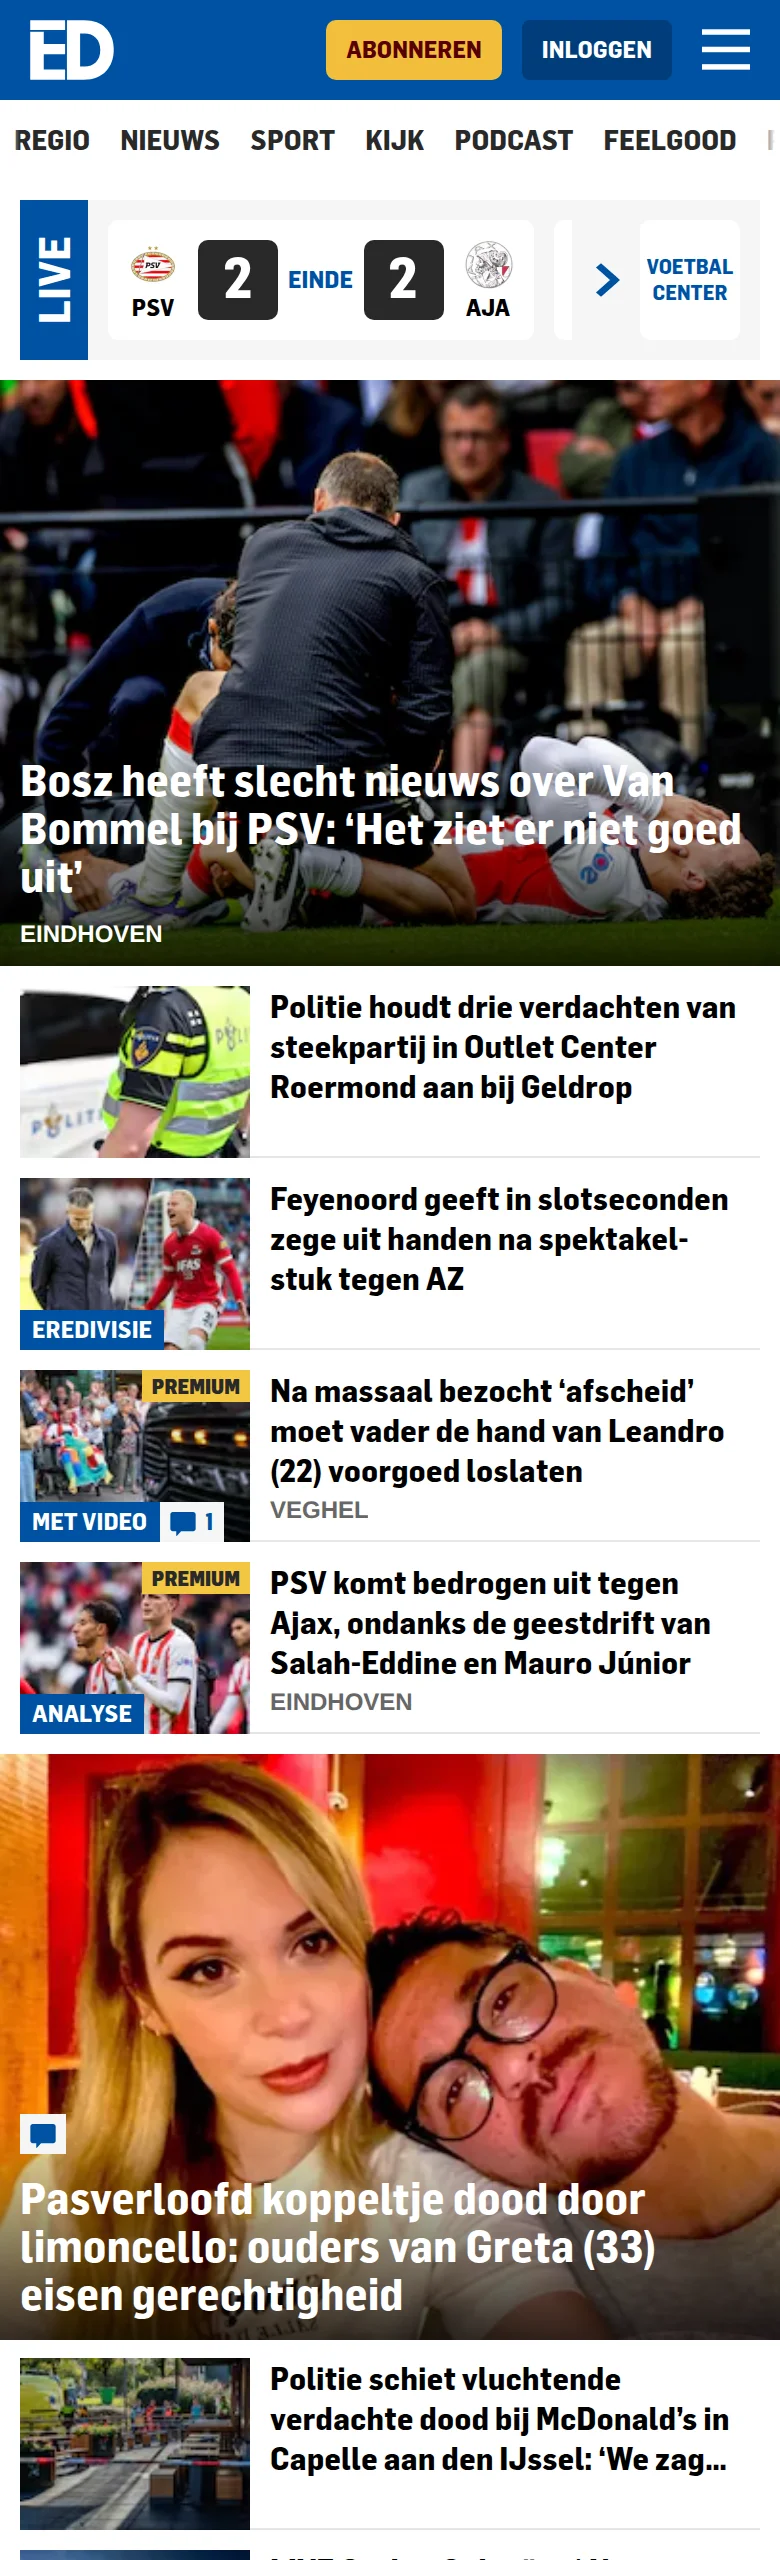 ED
ABONNEREN
INLOGGEN
REGIO NIEUWS SPORT KIJK PODCAST FEELGOOD
LIVE
PSV
2
EINDE
2
AJA
VOETBAL
CENTER
Bosz heeft slecht nieuws over Van
Bommel bij PSV: ‘Het ziet er niet goed
uit’
EINDHOVEN
Politie houdt drie verdachten van
steekpartij in Outlet Center
Roermond aan bij Geldrop
Feyenoord geeft in slotseconden
zege uit handen na spektakel-
stuk tegen AZ
EREDIVISIE
PREMIUM
Na massaal bezocht ‘afscheid’
moet vader de hand van Leandro
(22) voorgoed loslaten
VEGHEL
MET VIDEO
1
PREMIUM
PSV komt bedrogen uit tegen
Ajax, ondanks de geestdrift van
Salah-Eddine en Mauro Júnior
EINDHOVEN
ANALYSE
Pasverloofd koppeltje dood door
limoncello: ouders van Greta (33)
eisen gerechtigheid
Politie schiet vluchtende
verdachte dood bij McDonald’s in
Capelle aan den IJssel: ‘We zag...